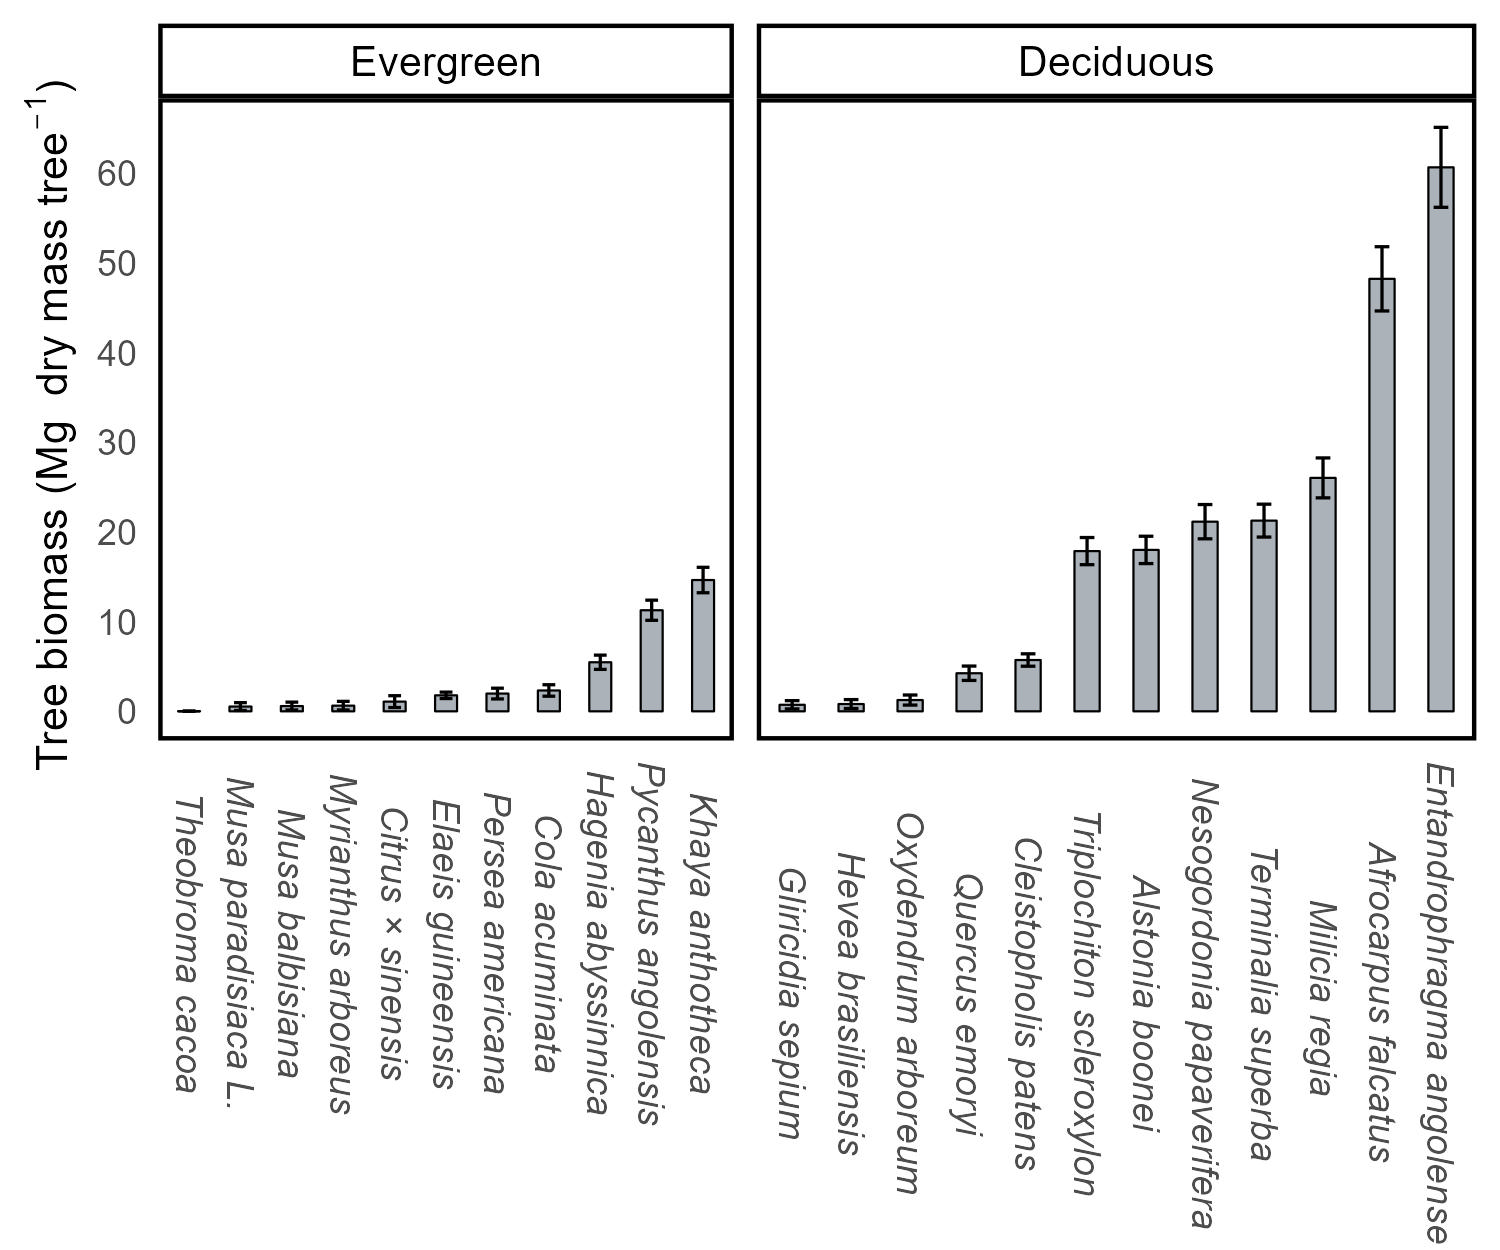 Evergreen
Deciduous
Tree biomass (Mg dry mass tree⁻¹)
60
50
40
30
20
10
0
Theobroma cacoa
Musa paradisiaca L.
Musa balbisiana
Myrianthus arboreus
Citrus × sinensis
Elaeis guineensis
Persea americana
Cola acuminata
Hagenia abyssinnica
Pycanthus angolensis
Khaya anthotheca
Gliricidia sepium
Hevea brasiliensis
Oxydendrum arboreum
Quercus emoryi
Cleistopholis patens
Triplochiton scleroxylon
Alstonia boonei
Nesogordonia papaverifera
Terminalia superba
Milicia regia
Afrocarpus falcatus
Entandrophragma angolense